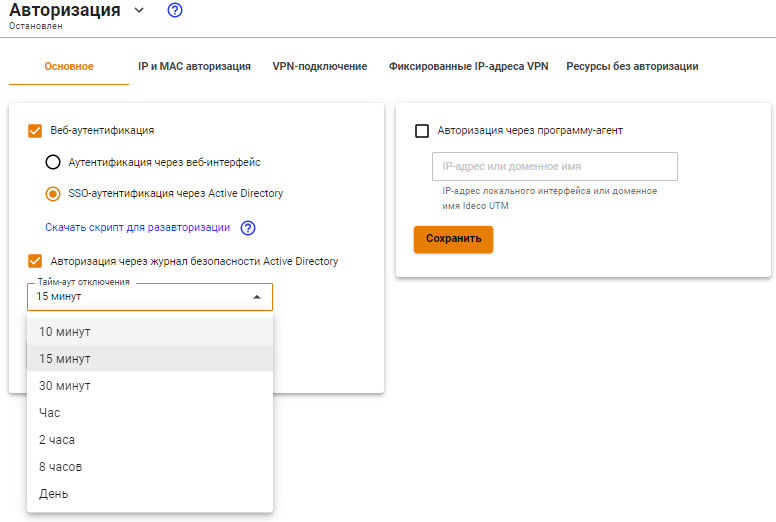 Авторизация
Остановлен
Основное
IP и MAC авторизация
VPN-подключение
Фиксированные IP-адреса VPN
Ресурсы без авторизации
Веб-аутентификация
Аутентификация через веб-интерфейс
SSO-аутентификация через Active Directory
Скачать скрипт для разавторизации
Авторизация через журнал безопасности Active Directory
Тайм-аут отключения
15 минут
10 минут
15 минут
30 минут
Час
2 часа
8 часов
День
Авторизация через программу-агент
IP-адрес или доменное имя
IP-адрес локального интерфейса или доменное
имя Ideco UTM
Сохранить